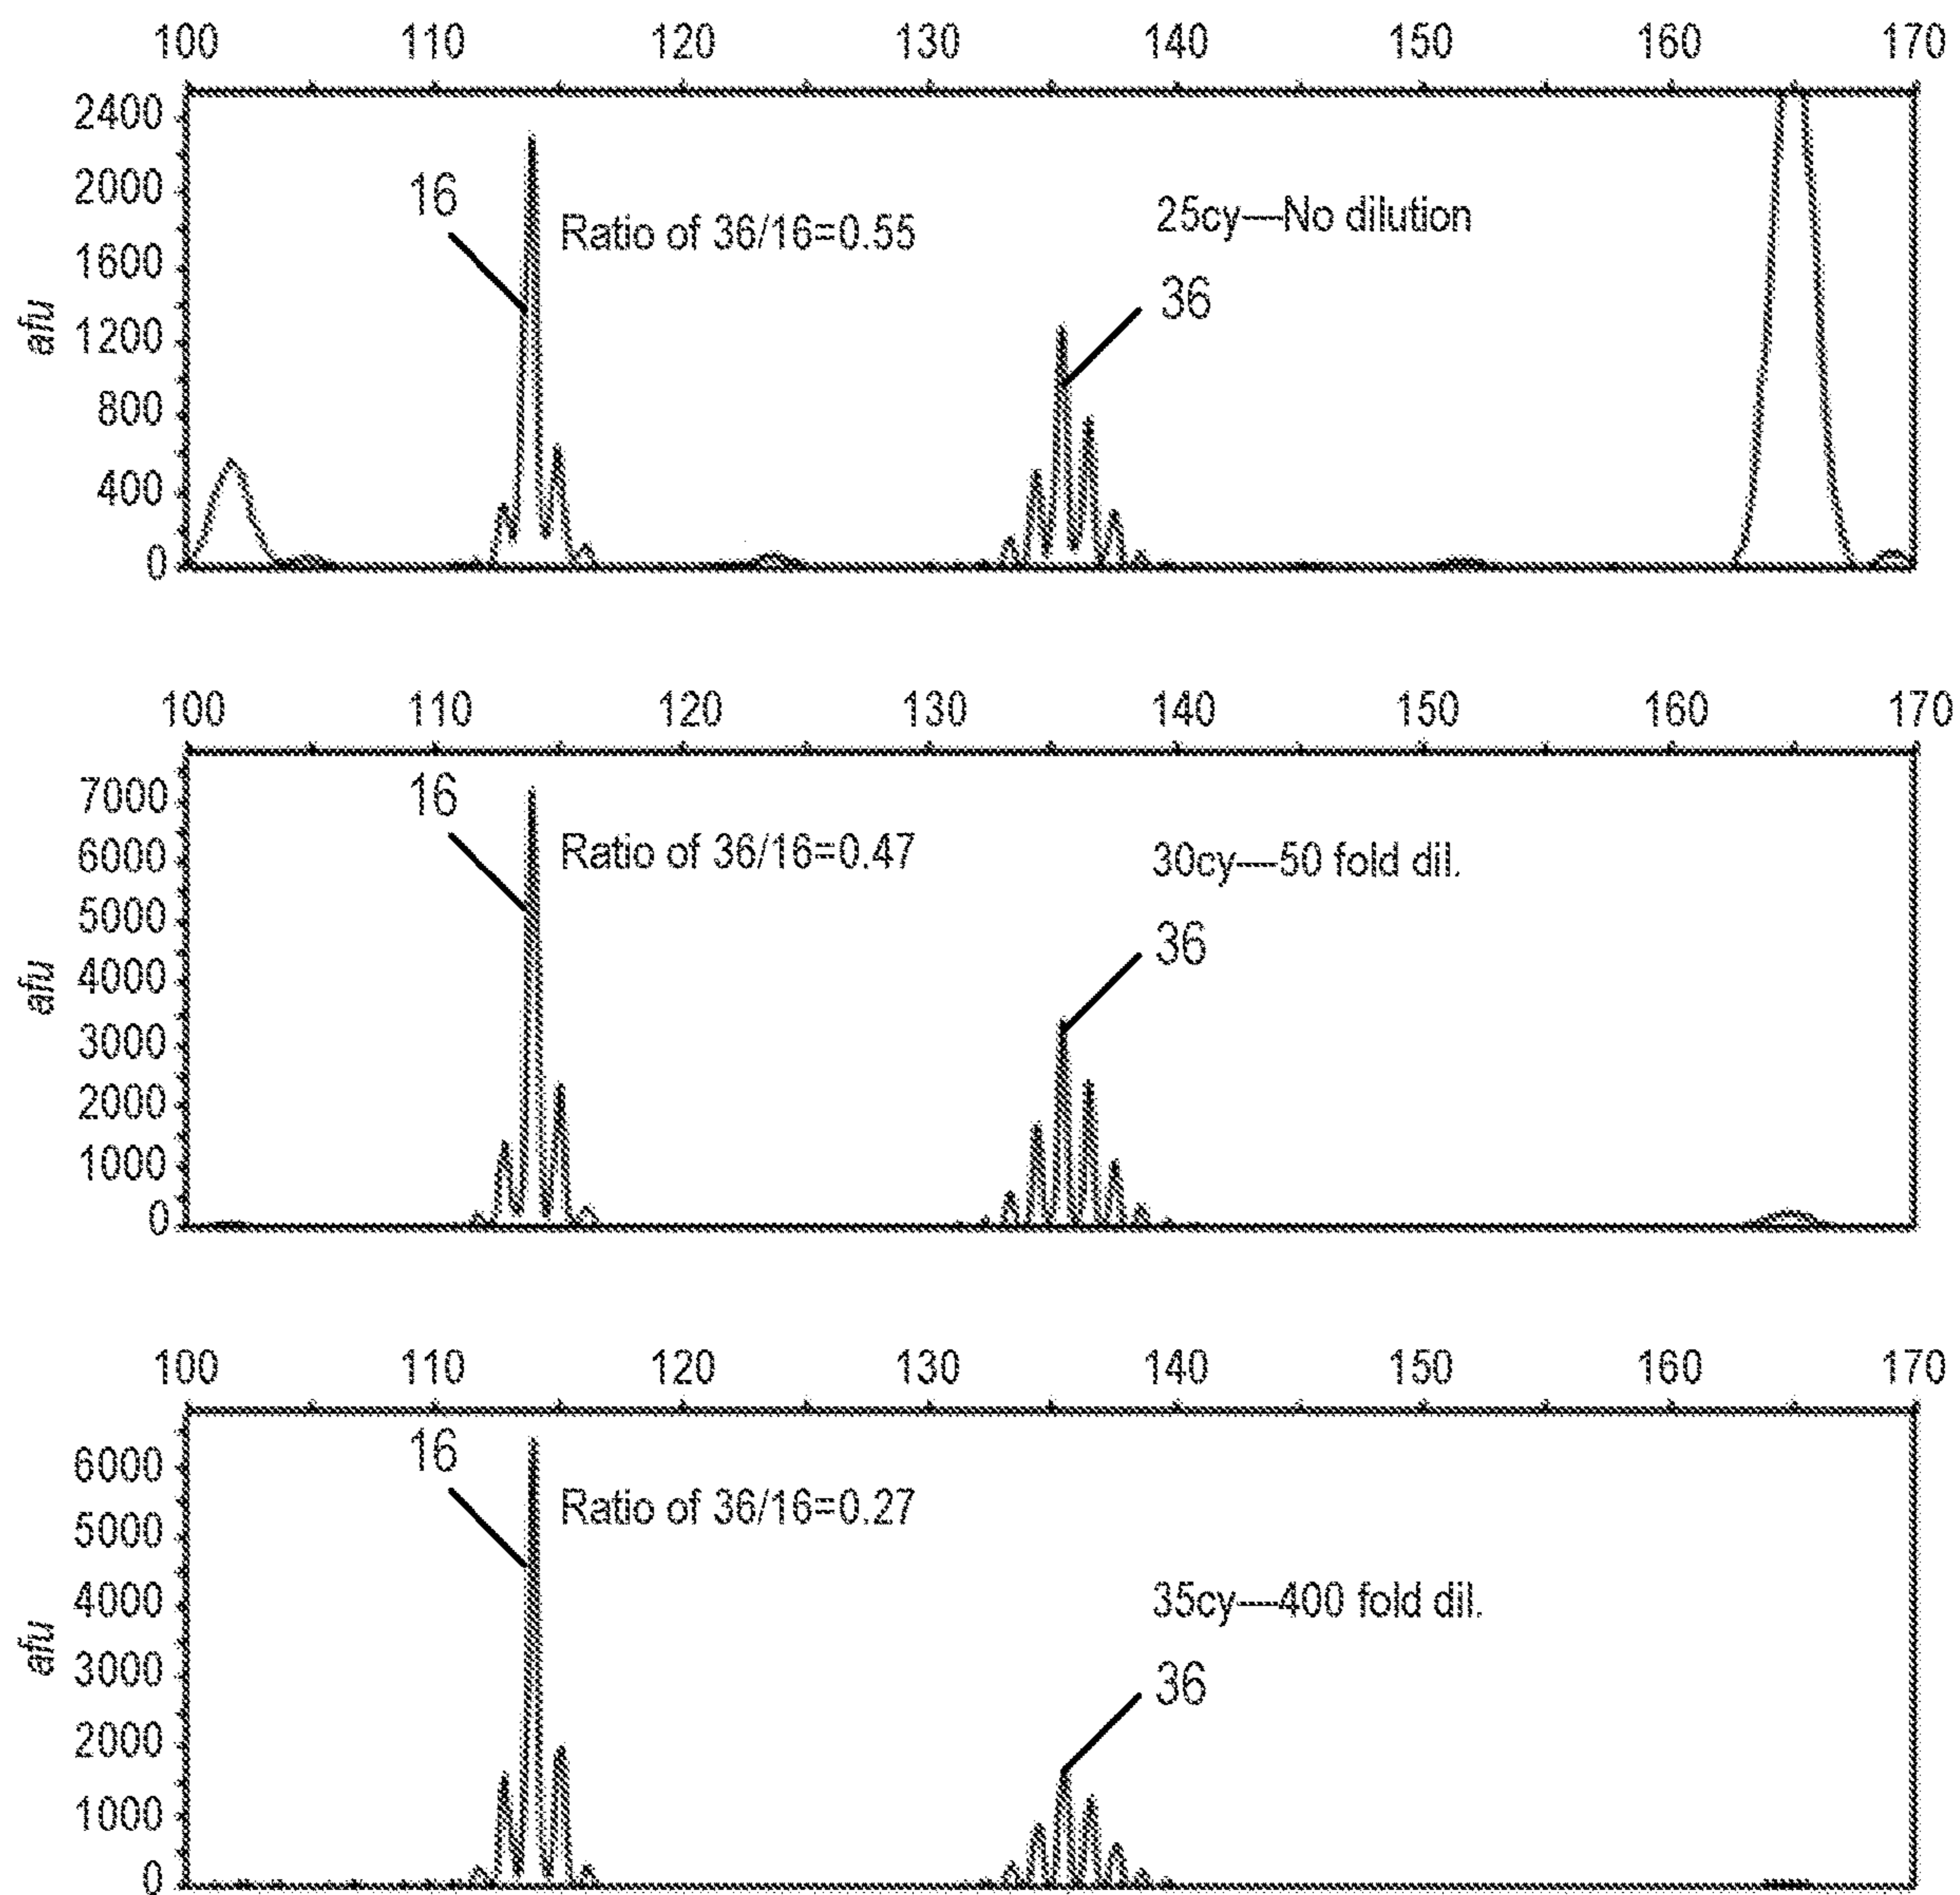 100 110 120 130 140 150 160 170
2400
2000
1600
1200
800
400
0
afu
16
Ratio of 36/16=0.55
25cy—No dilution
36
100 110 120 130 140 150 160 170
7000
6000
5000
4000
3000
2000
1000
0
afu
16
Ratio of 36/16=0.47
30cy—50 fold dil.
36
100 110 120 130 140 150 160 170
6000
5000
4000
3000
2000
1000
0
afu
16
Ratio of 36/16=0.27
35cy—400 fold dil.
36